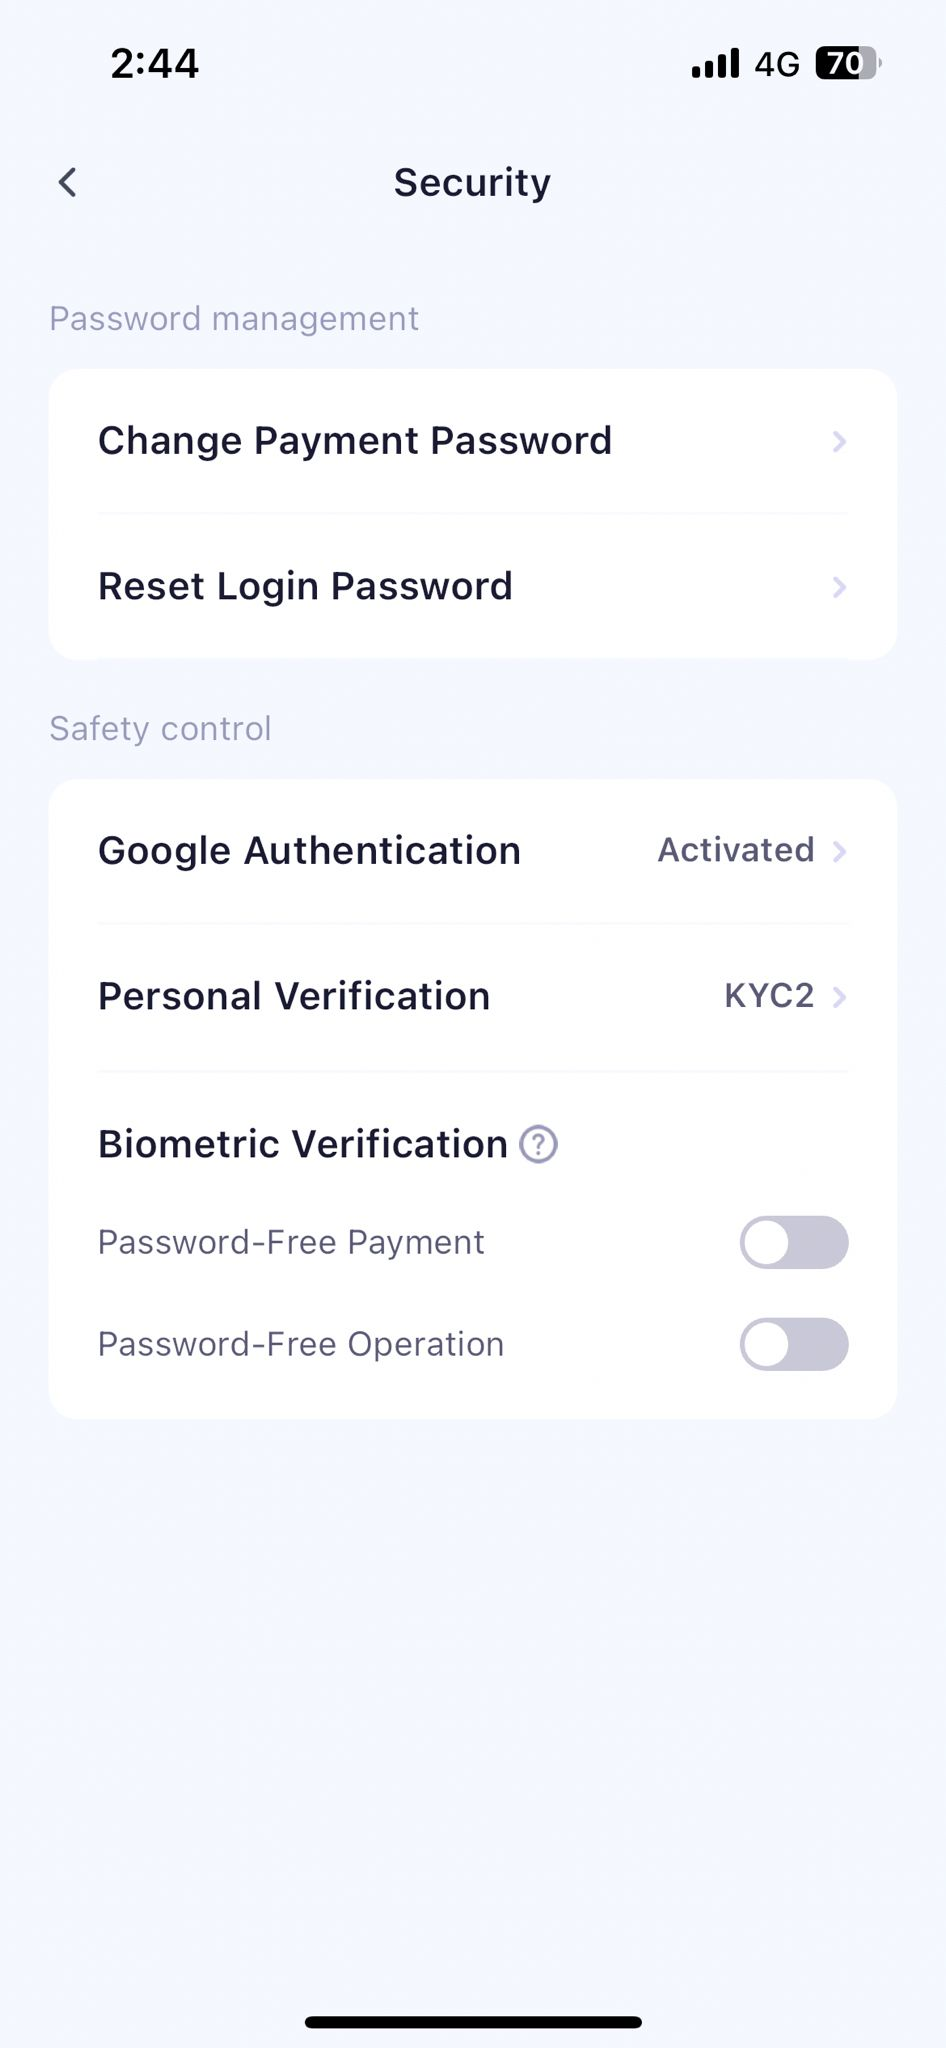 2:44 4G 70
Security
Password management
Change Payment Password
Reset Login Password
Safety control
Google Authentication Activated
Personal Verification KYC2
Biometric Verification ?
Password-Free Payment
Password-Free Operation